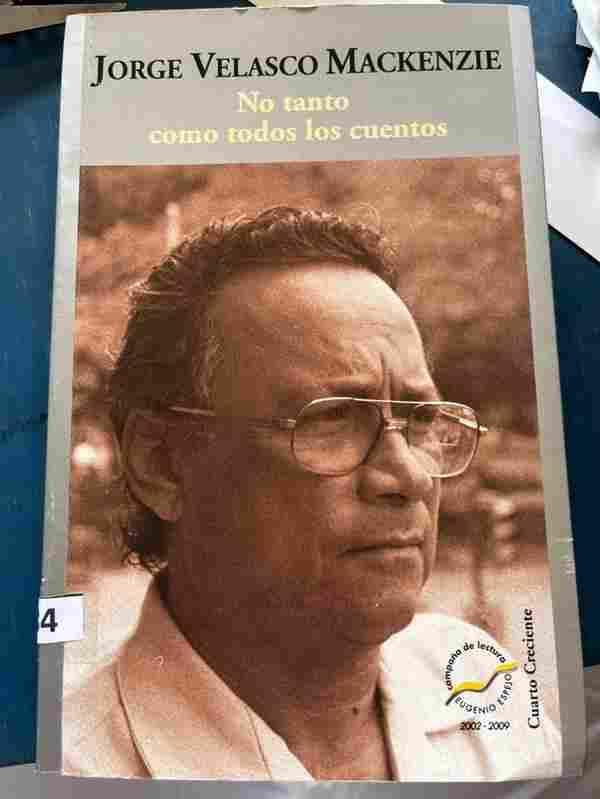 JORGE VELASCO MACKENZIE
No tanto
como todos los cuentos
4
campaña de lectura
EUGENIO ESPEJO
2002 - 2009
Cuarto Creciente